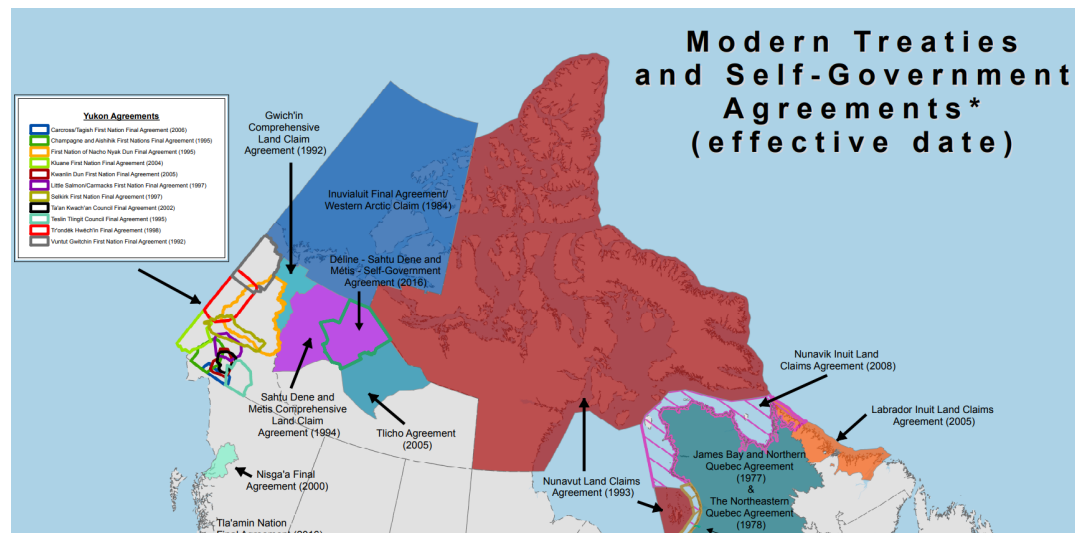 Modern Treaties
and Self-Government
Agreements*
(effective date)
Yukon Agreements
Carcross/Tagish First Nation Final Agreement (2006)
Champagne and Aishihik First Nations Final Agreement (1995)
First Nation of Nacho Nyak Dun Final Agreement (1995)
Kluane First Nation Final Agreement (2004)
Kwanlin Dun First Nation Final Agreement (2005)
Little Salmon/Carmacks First Nation Final Agreement (1997)
Selkirk First Nation Final Agreement (1997)
Ta'an Kwach'an Council Final Agreement (2002)
Teslin Tlingit Council Final Agreement (1995)
Tr'ondëk Hwëch'in Final Agreement (1998)
Vuntut Gwitchin First Nation Final Agreement (1992)
Gwich'in
Comprehensive
Land Claim
Agreement (1992)
Inuvialuit Final Agreement/
Western Arctic Claim (1984)
Déline - Sahtu Dene and
Métis - Self-Government
Agreement (2016)
Sahtu Dene and
Metis Comprehensive
Land Claim
Agreement (1994)
Tlicho Agreement
(2005)
Nisga'a Final
Agreement (2000)
Nunavut Land Claims
Agreement (1993)
Nunavik Inuit Land
Claims Agreement (2008)
Labrador Inuit Land Claims
Agreement (2005)
James Bay and Northern
Quebec Agreement
(1977)
&
The Northeastern
Quebec Agreement
(1978)
Tla'amin Nation